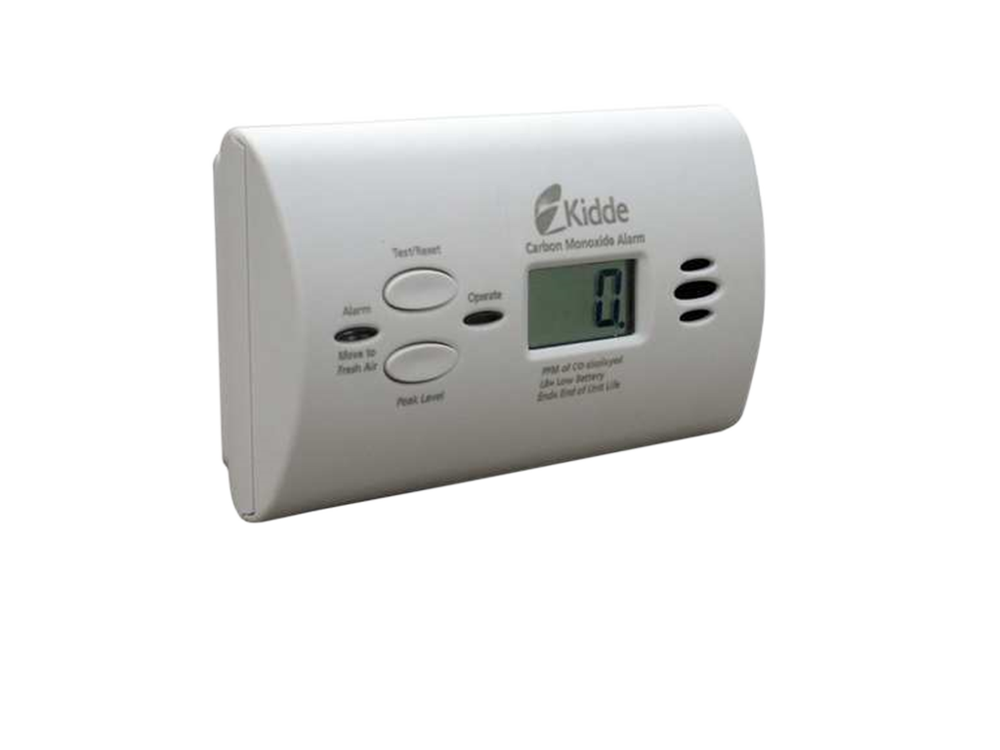 Kidde
Carbon Monoxide Alarm
Test/Reset
Operate
Alarm
Move to
Fresh Air
Peak Level
0.
PPM of CO displayed
LB= Low Battery
End= End of Unit Life